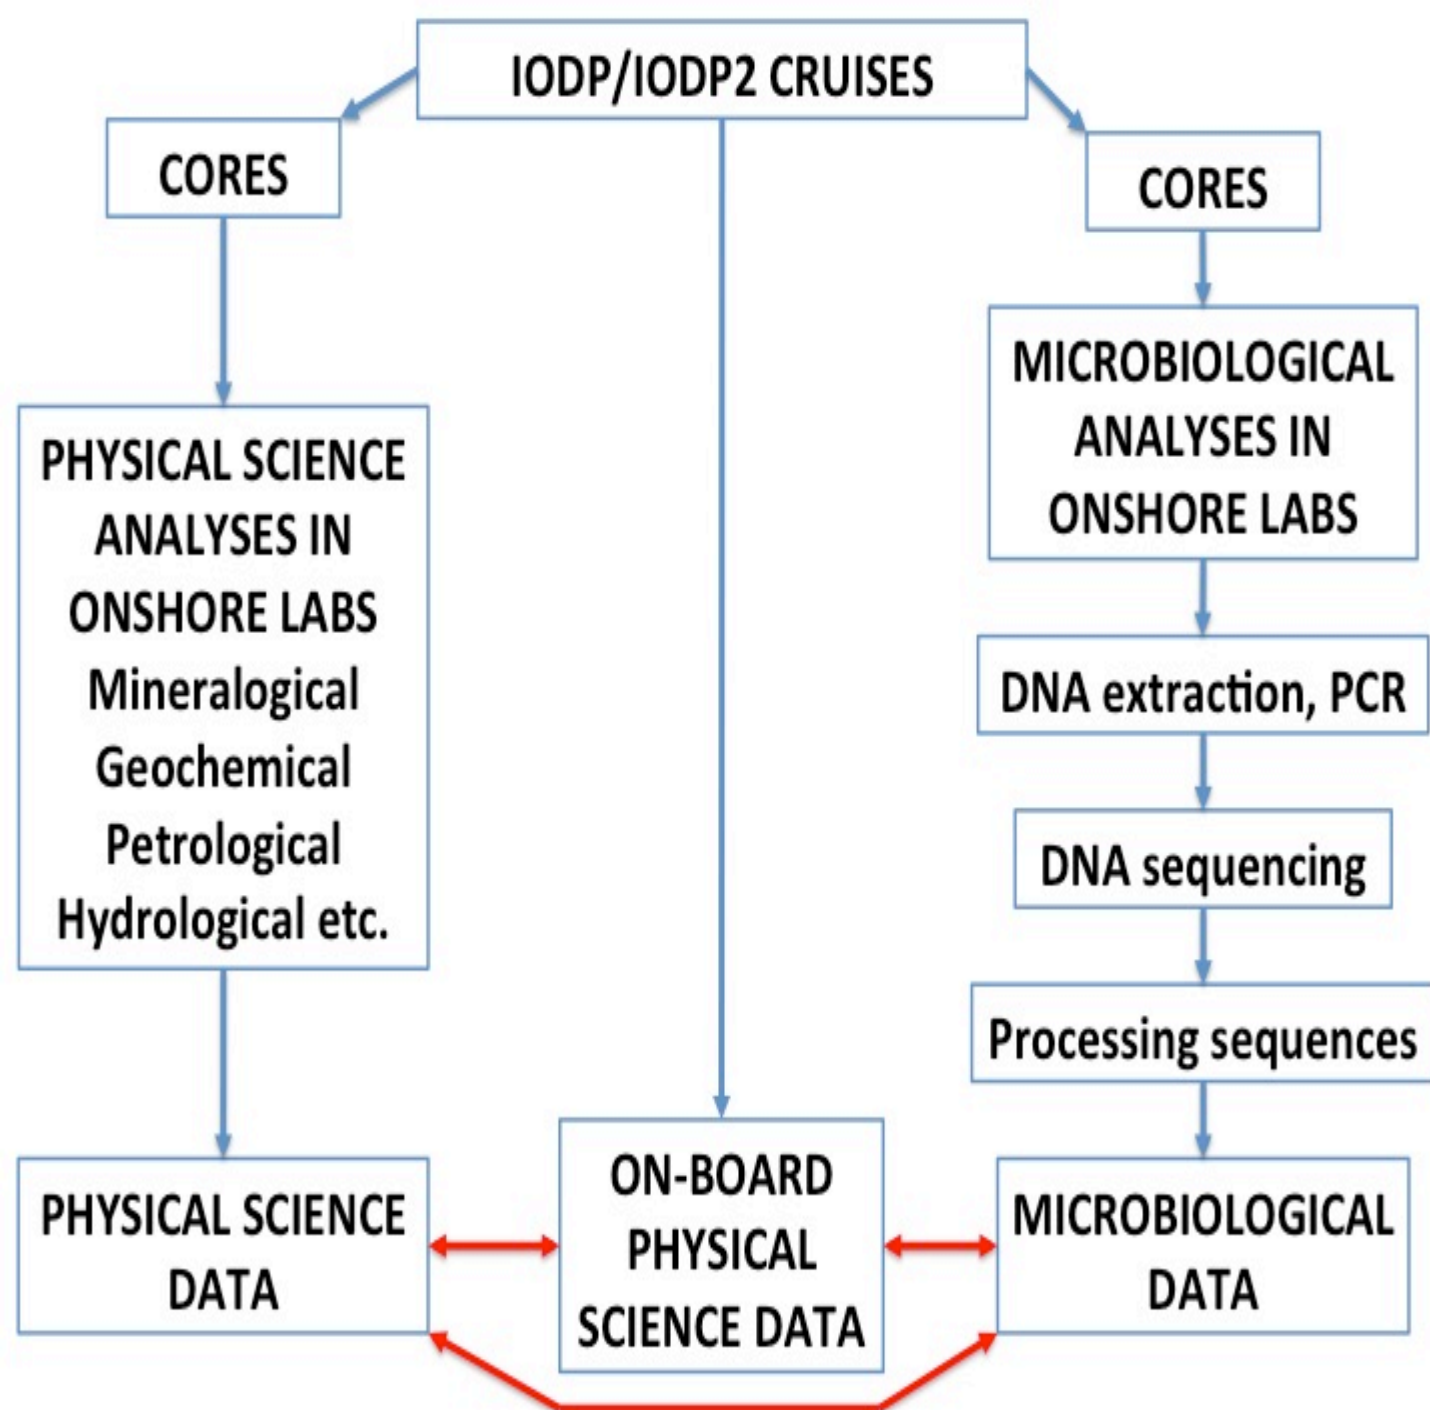 IODP/IODP2 CRUISES
CORES
CORES
PHYSICAL SCIENCE
ANALYSES IN
ONSHORE LABS
Mineralogical
Geochemical
Petrological
Hydrological etc.
MICROBIOLOGICAL
ANALYSES IN
ONSHORE LABS
DNA extraction, PCR
DNA sequencing
Processing sequences
PHYSICAL SCIENCE
DATA
ON-BOARD
PHYSICAL
SCIENCE DATA
MICROBIOLOGICAL
DATA